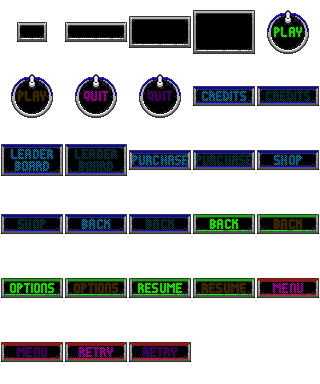 PLAY
PLAY QUIT QUIT CREDITS CREDITS
LEADER BOARD LEADER BOARD PURCHASE PURCHASE SHOP
SHOP BACK BACK BACK BACK
OPTIONS OPTIONS RESUME RESUME MENU
MENU RETRY RETRY